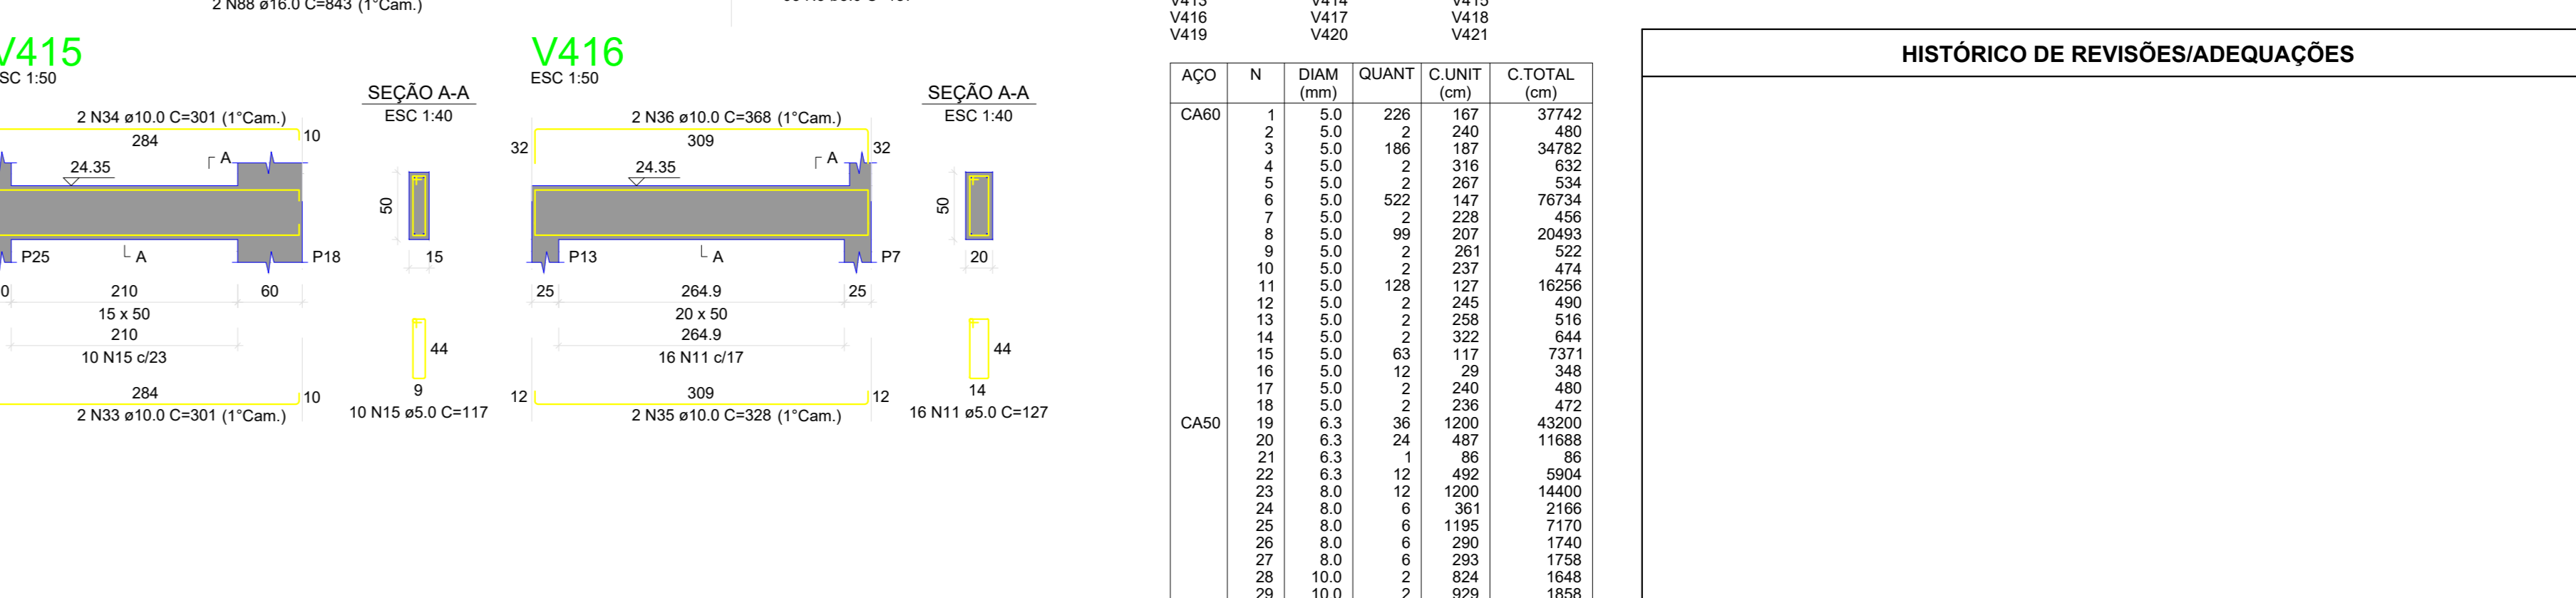 2 N88 ø16.0 C=843 (1°Cam.)
V415
ESC 1:50
2 N34 ø10.0 C=301 (1°Cam.)
284
10
24.35
A
P25
A
P18
210
60
15 x 50
210
10 N15 c/23
284
10
2 N33 ø10.0 C=301 (1°Cam.)
SEÇÃO A-A
ESC 1:40
50
15
44
9
10 N15 ø5.0 C=117
V416
ESC 1:50
2 N36 ø10.0 C=368 (1°Cam.)
32
309
32
24.35
A
P13
A
P7
25
264.9
25
20 x 50
264.9
16 N11 c/17
12
309
12
2 N35 ø10.0 C=328 (1°Cam.)
SEÇÃO A-A
ESC 1:40
50
20
44
14
16 N11 ø5.0 C=127
V413 V414 V415
V416 V417 V418
V419 V420 V421
AÇO N DIAM QUANT C.UNIT C.TOTAL
(mm) (cm) (cm)
CA60 1 5.0 226 167 37742
2 5.0 2 240 480
3 5.0 186 187 34782
4 5.0 2 316 632
5 5.0 2 267 534
6 5.0 522 147 76734
7 5.0 2 228 456
8 5.0 99 207 20493
9 5.0 2 261 522
10 5.0 2 237 474
11 5.0 128 127 16256
12 5.0 2 245 490
13 5.0 2 258 516
14 5.0 2 322 644
15 5.0 63 117 7371
16 5.0 12 29 348
17 5.0 2 240 480
18 5.0 2 236 472
CA50 19 6.3 36 1200 43200
20 6.3 24 487 11688
21 6.3 1 86 86
22 6.3 12 492 5904
23 8.0 12 1200 14400
24 8.0 6 361 2166
25 8.0 6 1195 7170
26 8.0 6 290 1740
27 8.0 6 293 1758
28 10.0 2 824 1648
29 10.0 2 929 1858
HISTÓRICO DE REVISÕES/ADEQUAÇÕES